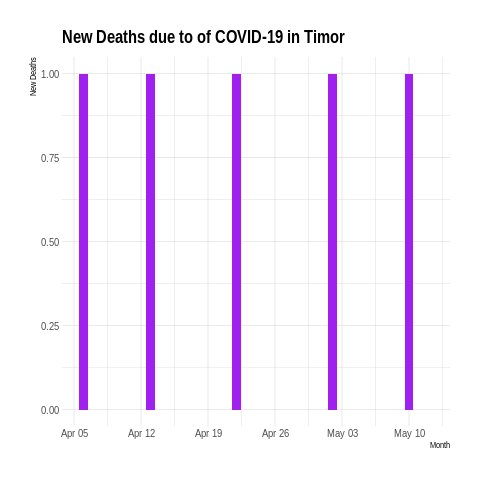 New Deaths due to of COVID-19 in Timor
New Deaths
1.00
0.75
0.50
0.25
0.00
Apr 05
Apr 12
Apr 19
Apr 26
May 03
May 10
Month